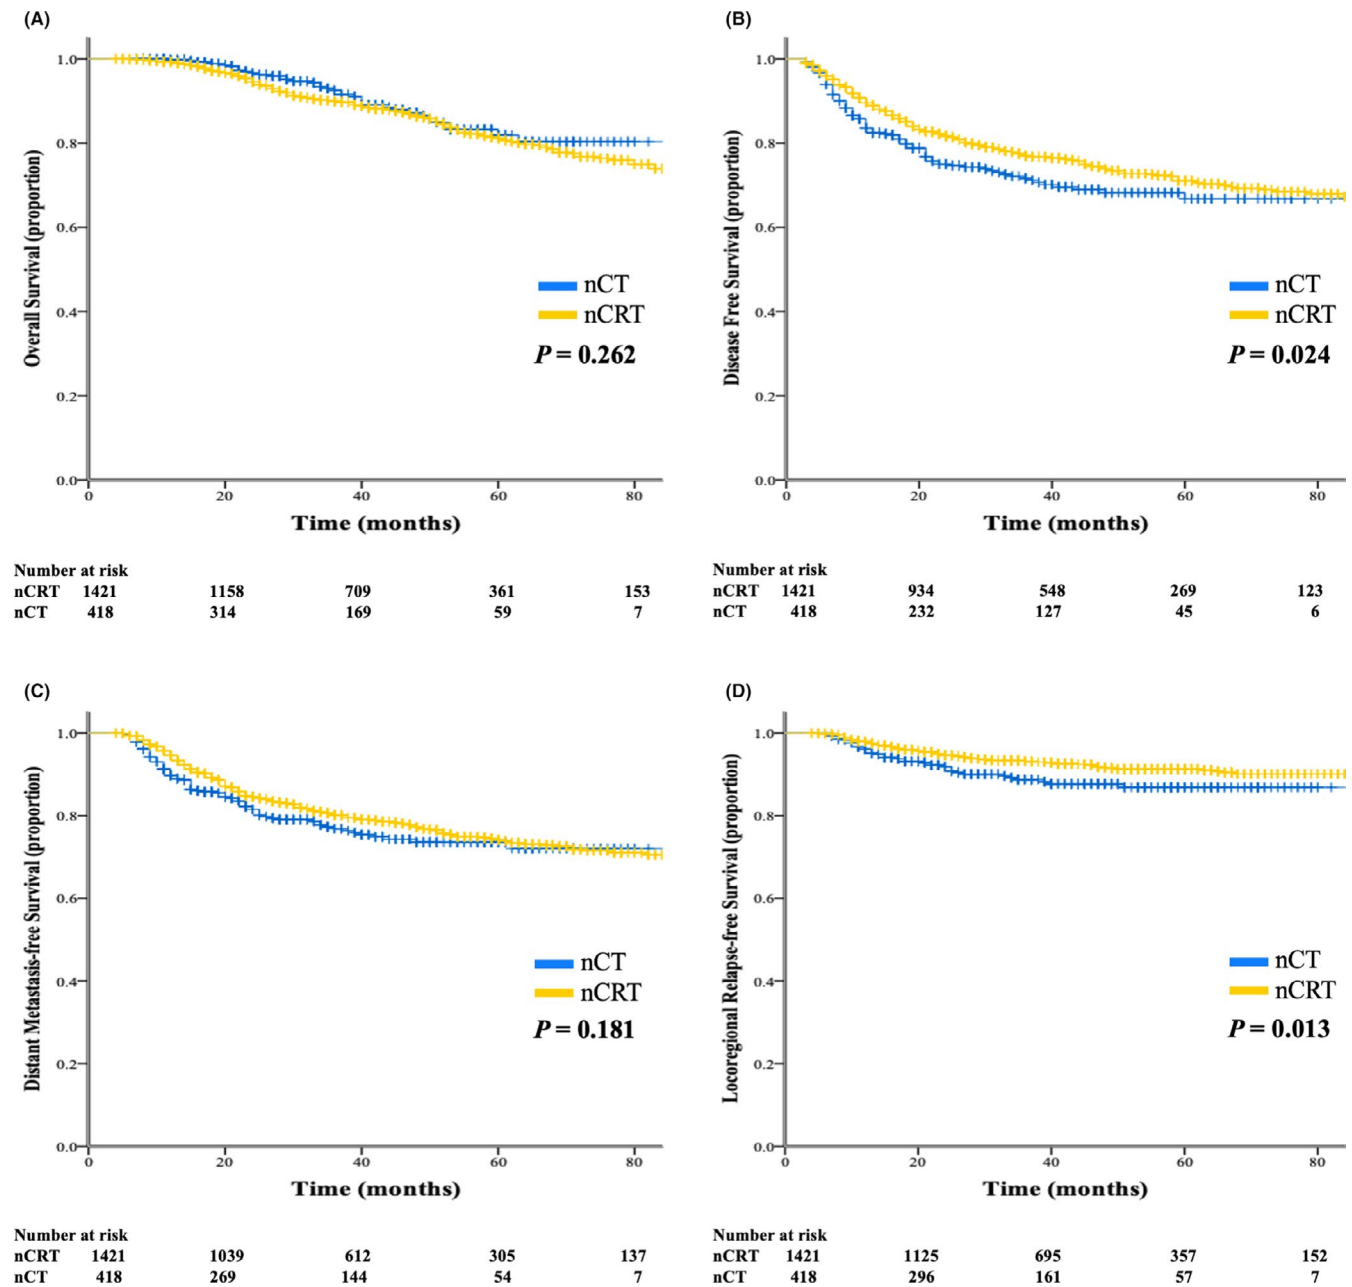 (A)
Overall Survival (proportion)
1.0
0.8
0.6
0.4
0.2
0.0
nCT
nCRT
P = 0.262
0 20 40 60 80
Time (months)
Number at risk
nCRT 1421 1158 709 361 153
nCT 418 314 169 59 7
(B)
Disease Free Survival (proportion)
1.0
0.8
0.6
0.4
0.2
0.0
nCT
nCRT
P = 0.024
0 20 40 60 80
Time (months)
Number at risk
nCRT 1421 934 548 269 123
nCT 418 232 127 45 6
(C)
Distant Metastasis-free Survival (proportion)
1.0
0.8
0.6
0.4
0.2
0.0
nCT
nCRT
P = 0.181
0 20 40 60 80
Time (months)
Number at risk
nCRT 1421 1039 612 305 137
nCT 418 269 144 54 7
(D)
Locoregional Relapse-free Survival (proportion)
1.0
0.8
0.6
0.4
0.2
0.0
nCT
nCRT
P = 0.013
0 20 40 60 80
Time (months)
Number at risk
nCRT 1421 1125 695 357 152
nCT 418 296 161 57 7